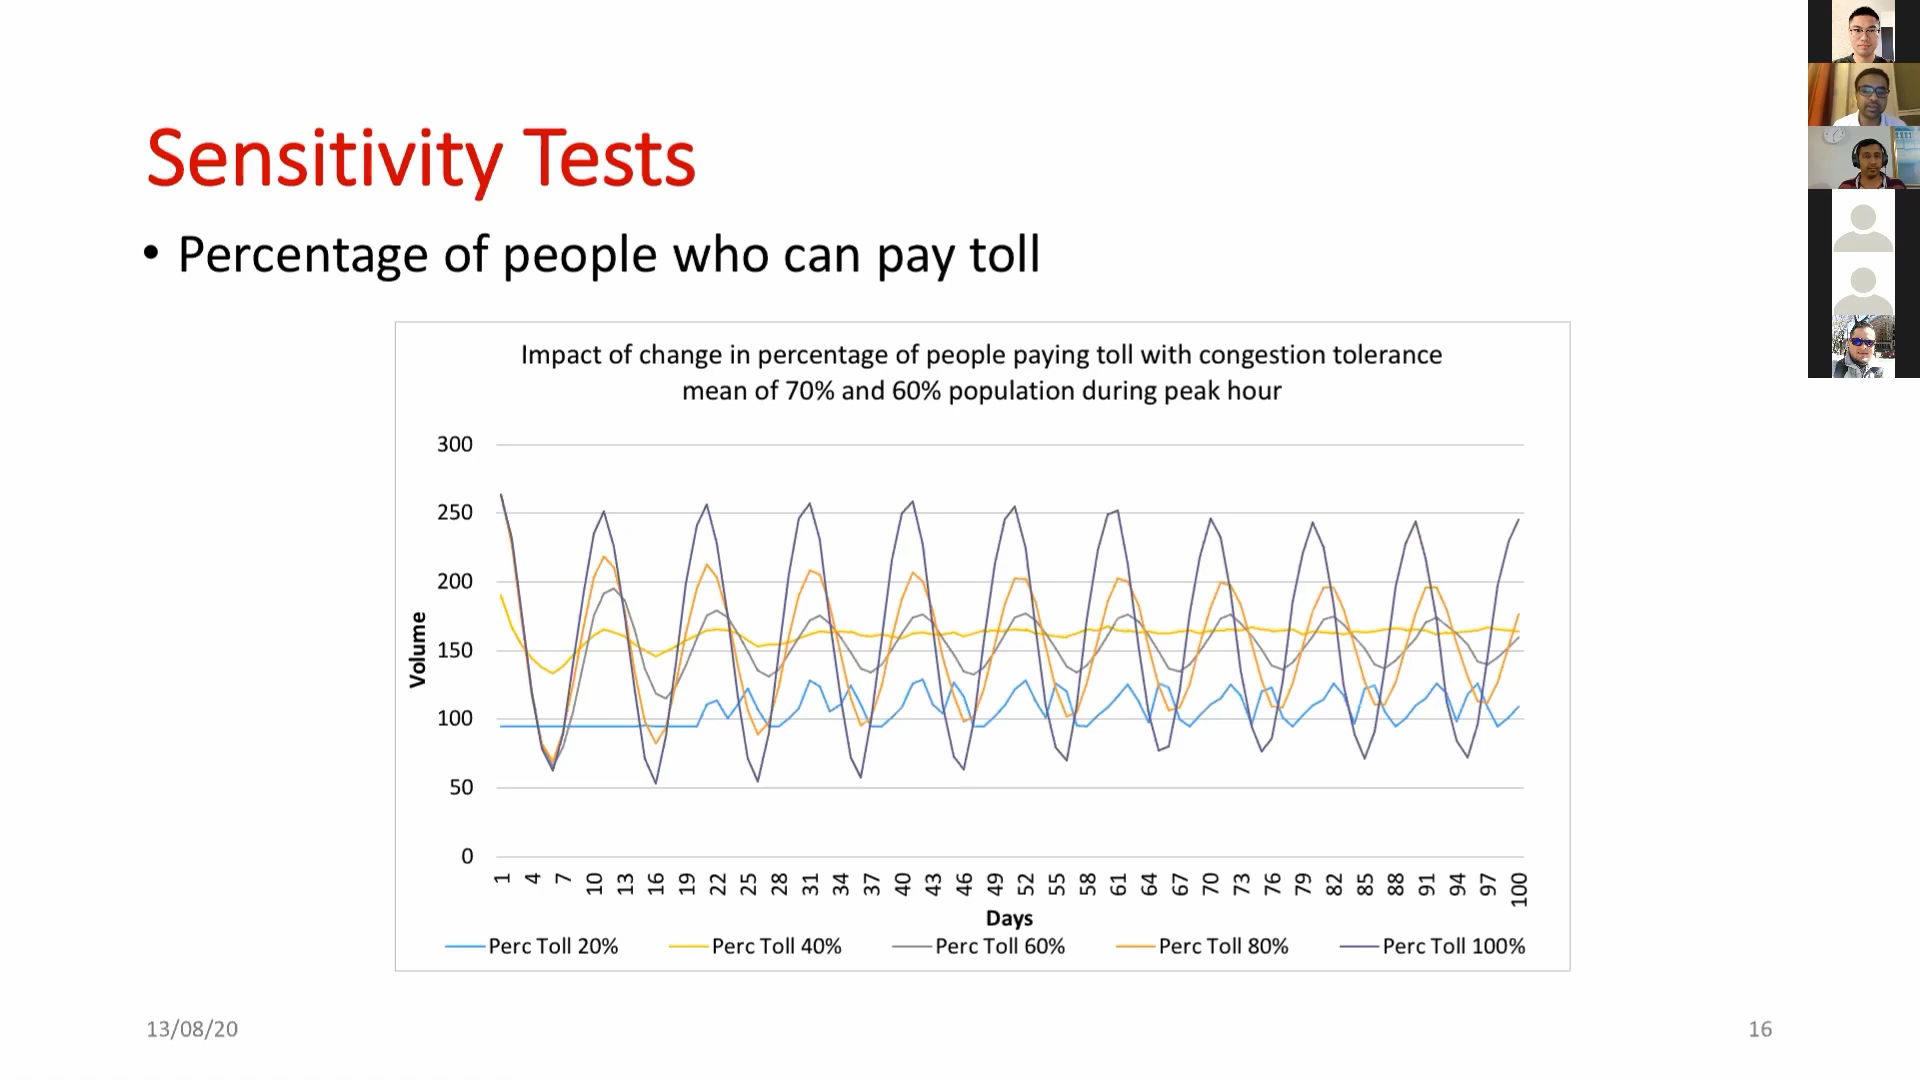 Sensitivity Tests
• Percentage of people who can pay toll
Impact of change in percentage of people paying toll with congestion tolerance
mean of 70% and 60% population during peak hour
300
250
200
150
100
50
0
Volume
1 4 7 10 13 16 19 22 25 28 31 34 37 40 43 46 49 52 55 58 61 64 67 70 73 76 79 82 85 88 91 94 97 100
Days
Perc Toll 20% Perc Toll 40% Perc Toll 60% Perc Toll 80% Perc Toll 100%
13/08/20
16